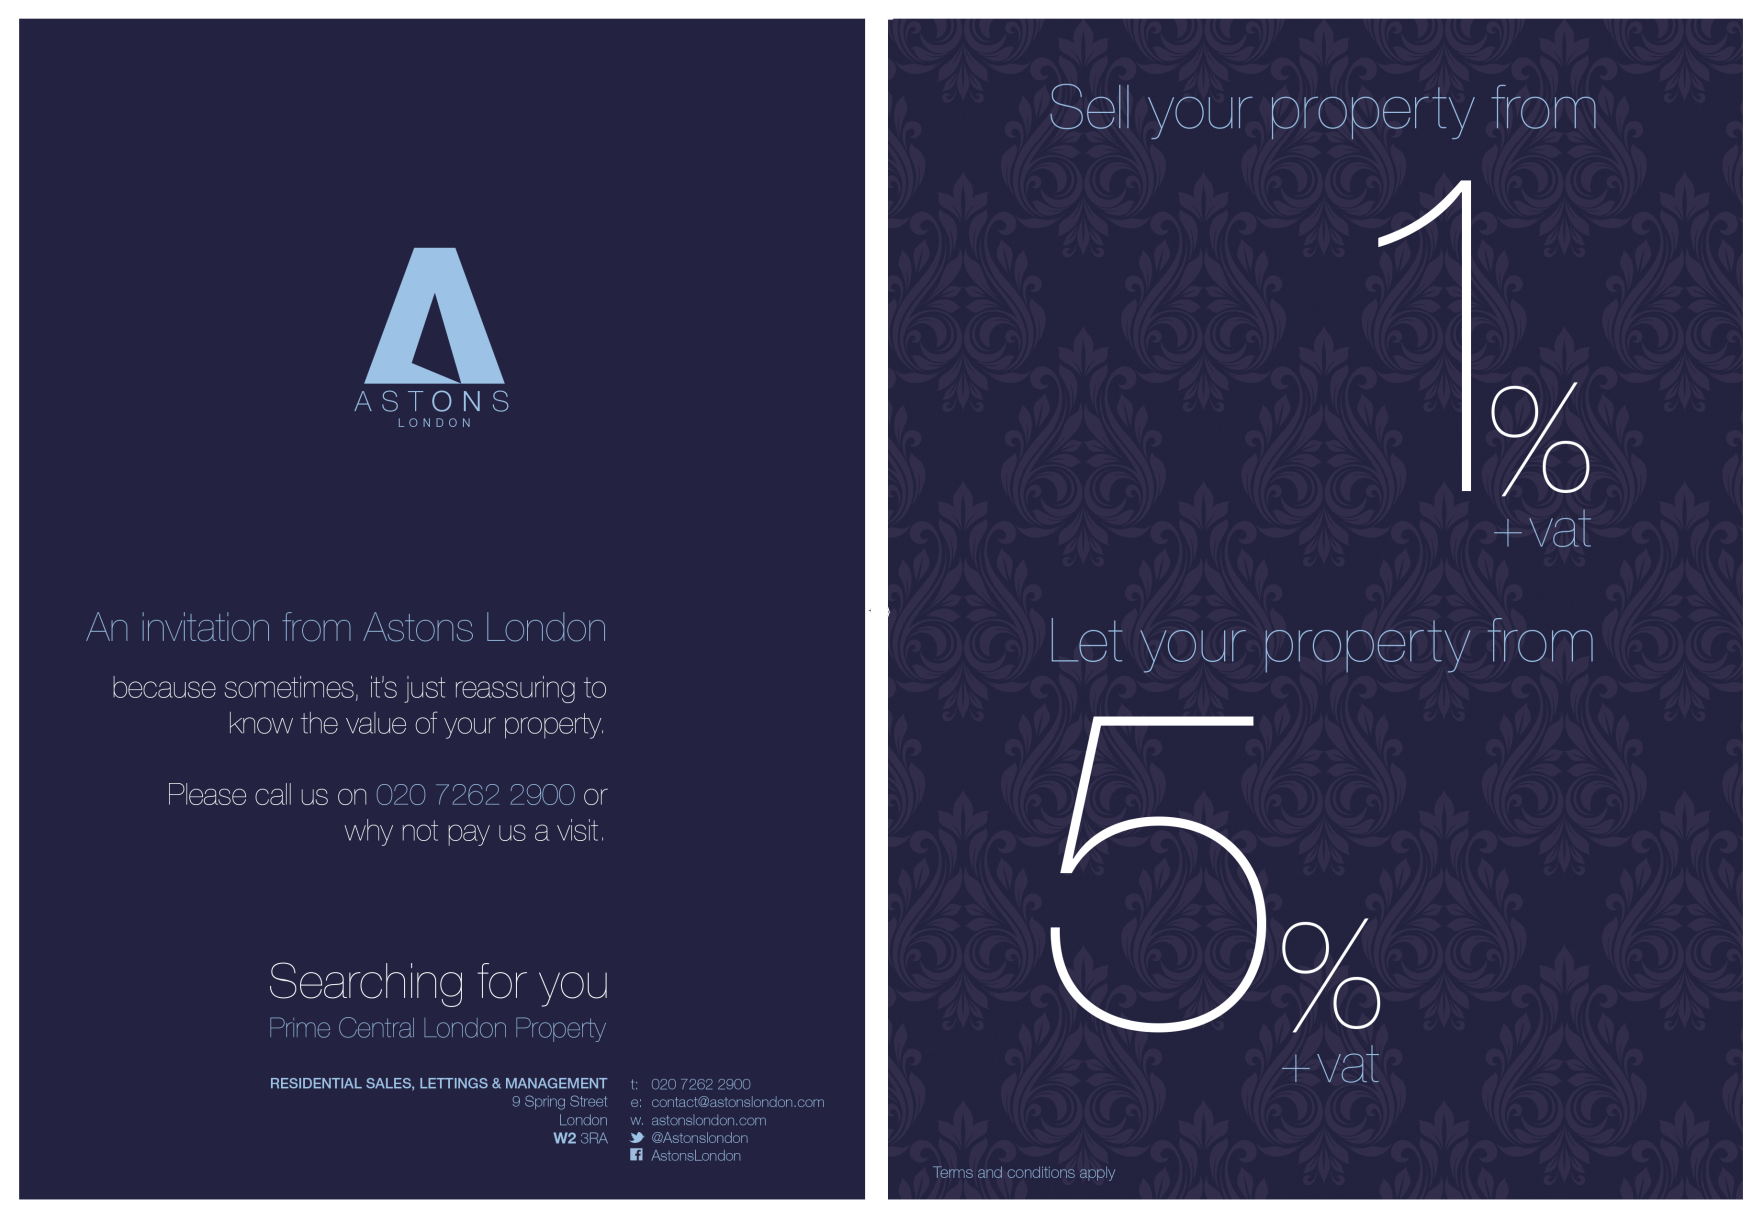 ASTONS
LONDON
An invitation from Astons London
because sometimes, it's just reassuring to
know the value of your property.
Please call us on 020 7262 2900 or
why not pay us a visit.
Searching for you
Prime Central London Property
RESIDENTIAL SALES, LETTINGS & MANAGEMENT
9 Spring Street
London
W2 3RA
t: 020 7262 2900
e: contact@astonslondon.com
w. astonslondon.com
@Astonslondon
AstonsLondon
Sell your property from
1%
+vat
Let your property from
5%
+vat
Terms and conditions apply